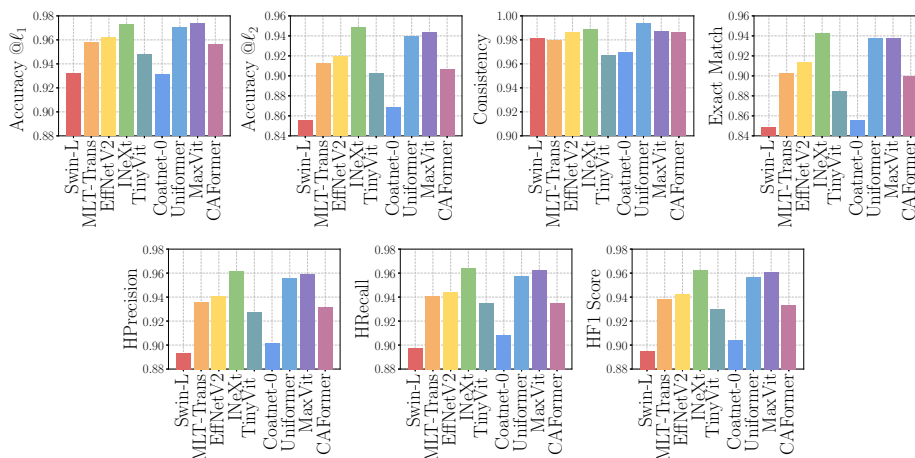 Accuracy @ℓ1
0.98
0.96
0.94
0.92
0.90
0.88
Swin-L
MLT-Trans
EffNetV2
INeXt
TinyVit
Coatnet-0
Uniformer
MaxVit
CAFormer
Accuracy @ℓ2
0.96
0.94
0.92
0.90
0.88
0.86
0.84
Swin-L
MLT-Trans
EffNetV2
INeXt
TinyVit
Coatnet-0
Uniformer
MaxVit
CAFormer
Consistency
1.00
0.98
0.96
0.94
0.92
0.90
Swin-L
MLT-Trans
EffNetV2
INeXt
TinyVit
Coatnet-0
Uniformer
MaxVit
CAFormer
Exact Match
0.96
0.94
0.92
0.90
0.88
0.86
0.84
Swin-L
MLT-Trans
EffNetV2
INeXt
TinyVit
Coatnet-0
Uniformer
MaxVit
CAFormer
HPrecision
0.98
0.96
0.94
0.92
0.90
0.88
Swin-L
MLT-Trans
EffNetV2
INeXt
TinyVit
Coatnet-0
Uniformer
MaxVit
CAFormer
HRecall
0.98
0.96
0.94
0.92
0.90
0.88
Swin-L
MLT-Trans
EffNetV2
INeXt
TinyVit
Coatnet-0
Uniformer
MaxVit
CAFormer
HF1 Score
0.98
0.96
0.94
0.92
0.90
0.88
Swin-L
MLT-Trans
EffNetV2
INeXt
TinyVit
Coatnet-0
Uniformer
MaxVit
CAFormer